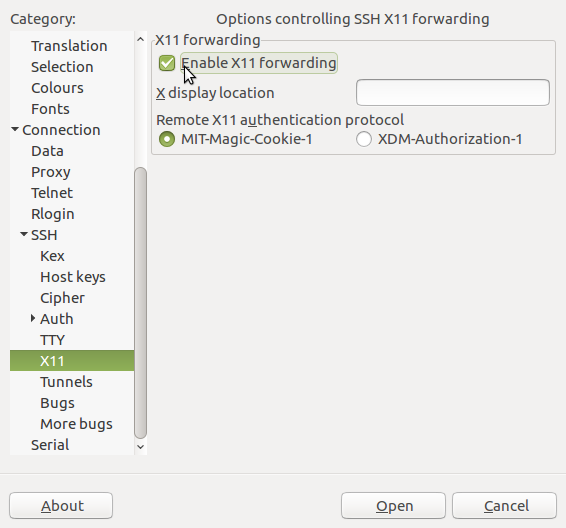 Category:
Options controlling SSH X11 forwarding
Translation
Selection
Colours
Fonts
Connection
Data
Proxy
Telnet
Rlogin
SSH
Kex
Host keys
Cipher
Auth
TTY
X11
Tunnels
Bugs
More bugs
Serial
X11 forwarding
Enable X11 forwarding
X display location
Remote X11 authentication protocol
MIT-Magic-Cookie-1
XDM-Authorization-1
About
Open
Cancel